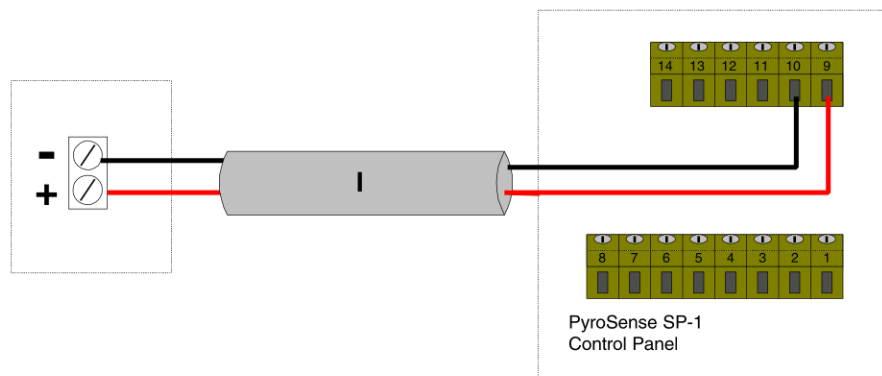 14 13 12 11 10 9
-
+
I
8 7 6 5 4 3 2 1
PyroSense SP-1
Control Panel